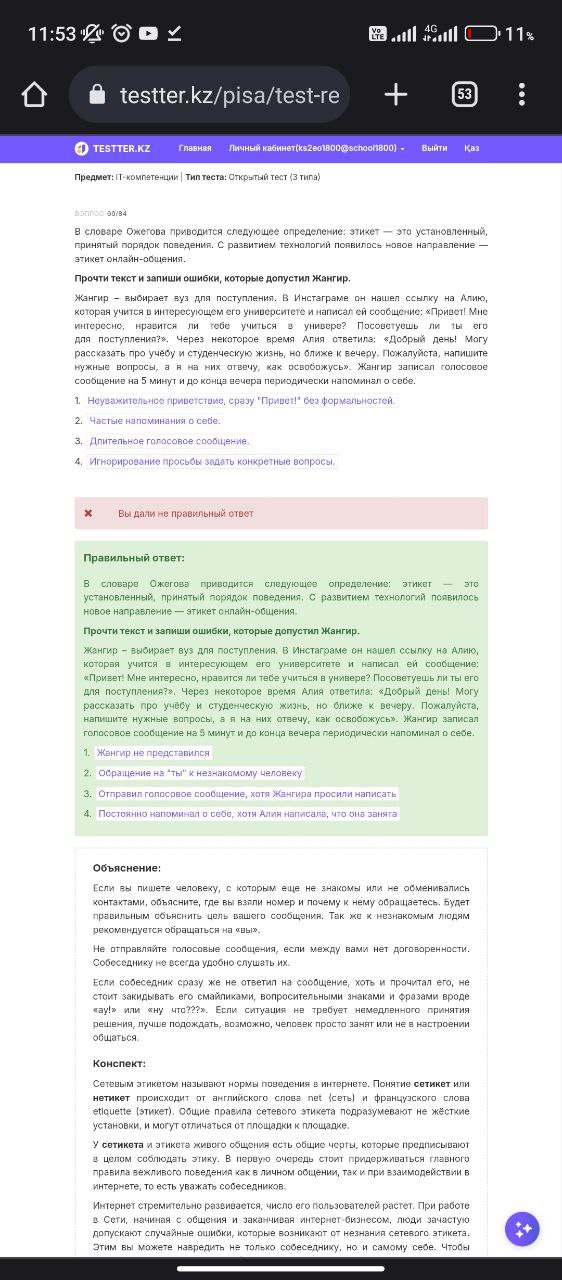 11:53
Vo LTE 4G 11%
testter.kz/pisa/test-re
53
TESTTER.KZ Главная Личный кабинет(ks2eo1800@school1800) Выйти Қаз
Предмет: IT-компетенции | Тип теста: Открытый тест (3 типа)
ВОПРОС 69/84
В словаре Ожегова приводится следующее определение: этикет — это установленный,
принятый порядок поведения. С развитием технологий появилось новое направление —
этикет онлайн-общения.
Прочти текст и запиши ошибки, которые допустил Жангир.
Жангир – выбирает вуз для поступления. В Инстаграме он нашел ссылку на Алию,
которая учится в интересующем его университете и написал ей сообщение: «Привет! Мне
интересно, нравится ли тебе учиться в универе? Посоветуешь ли ты его
для поступления?». Через некоторое время Алия ответила: «Добрый день! Могу
рассказать про учёбу и студенческую жизнь, но ближе к вечеру. Пожалуйста, напишите
нужные вопросы, а я на них отвечу, как освобожусь». Жангир записал голосовое
сообщение на 5 минут и до конца вечера периодически напоминал о себе.
1. Неуважительное приветствие, сразу "Привет!" без формальностей.
2. Частые напоминания о себе.
3. Длительное голосовое сообщение.
4. Игнорирование просьбы задать конкретные вопросы.
Вы дали не правильный ответ
Правильный ответ:
В словаре Ожегова приводится следующее определение: этикет — это
установленный, принятый порядок поведения. С развитием технологий появилось
новое направление — этикет онлайн-общения.
Прочти текст и запиши ошибки, которые допустил Жангир.
Жангир – выбирает вуз для поступления. В Инстаграме он нашел ссылку на Алию,
которая учится в интересующем его университете и написал ей сообщение:
«Привет! Мне интересно, нравится ли тебе учиться в универе? Посоветуешь ли ты его
для поступления?». Через некоторое время Алия ответила: «Добрый день! Могу
рассказать про учёбу и студенческую жизнь, но ближе к вечеру. Пожалуйста,
напишите нужные вопросы, а я на них отвечу, как освобожусь». Жангир записал
голосовое сообщение на 5 минут и до конца вечера периодически напоминал о себе.
1. Жангир не представился
2. Обращение на "ты" к незнакомому человеку
3. Отправил голосовое сообщение, хотя Жангира просили написать
4. Постоянно напоминал о себе, хотя Алия написала, что она занята
Объяснение:
Если вы пишете человеку, с которым еще не знакомы или не обменивались
контактами, объясните, где вы взяли номер и почему к нему обращаетесь. Будет
правильным объяснить цель вашего сообщения. Так же к незнакомым людям
рекомендуется обращаться на «вы».
Не отправляйте голосовые сообщения, если между вами нет договоренности.
Собеседнику не всегда удобно слушать их.
Если собеседник сразу же не ответил на сообщение, хоть и прочитал его, не
стоит закидывать его смайликами, вопросительными знаками и фразами вроде
«ау!» или «ну что???». Если ситуация не требует немедленного принятия
решения, лучше подождать, возможно, человек просто занят или не в настроении
общаться.
Конспект:
Сетевым этикетом называют нормы поведения в интернете. Понятие сетикет или
нетикет происходит от английского слова net (сеть) и французского слова
etiquette (этикет). Общие правила сетевого этикета подразумевают не жёсткие
установки, и могут отличаться от площадки к площадке.
У сетикета и этикета живого общения есть общие черты, которые предписывают
в целом соблюдать этику. В первую очередь стоит придерживаться главного
правила вежливого поведения как в личном общении, так и при взаимодействии в
интернете, то есть уважать собеседников.
Интернет стремительно развивается, число его пользователей растет. При работе
в Сети, начиная с общения и заканчивая интернет-бизнесом, люди зачастую
допускают случайные ошибки, которые возникают от незнания сетевого этикета.
Этим вы можете навредить не только собеседнику, но и самому себе. Чтобы